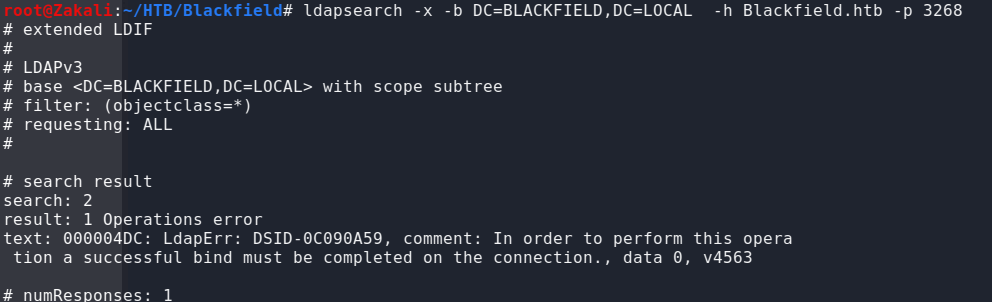 root@Zakali:~/HTB/Blackfield# ldapsearch -x -b DC=BLACKFIELD,DC=LOCAL  -h Blackfield.htb -p 3268
# extended LDIF
#
# LDAPv3
# base <DC=BLACKFIELD,DC=LOCAL> with scope subtree
# filter: (objectclass=*)
# requesting: ALL
#
# search result
search: 2
result: 1 Operations error
text: 000004DC: LdapErr: DSID-0C090A59, comment: In order to perform this opera
 tion a successful bind must be completed on the connection., data 0, v4563
# numResponses: 1